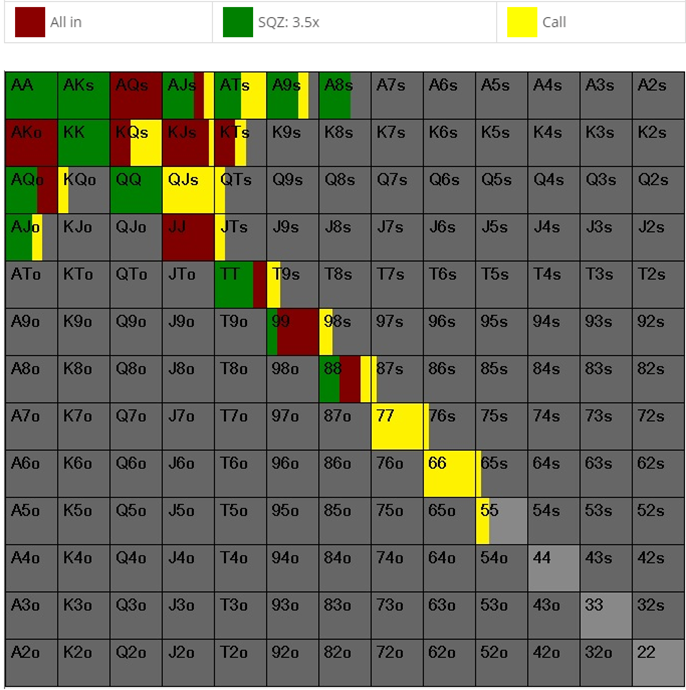 All in SQZ: 3.5x Call
AA AKs AQs AJs ATs A9s A8s A7s A6s A5s A4s A3s A2s
AKo KK KQs KJs KTs K9s K8s K7s K6s K5s K4s K3s K2s
AQo KQo QQ QJs QTs Q9s Q8s Q7s Q6s Q5s Q4s Q3s Q2s
AJo KJo QJo JJ JTs J9s J8s J7s J6s J5s J4s J3s J2s
ATo KTo QTo JTo TT T9s T8s T7s T6s T5s T4s T3s T2s
A9o K9o Q9o J9o T9o 99 98s 97s 96s 95s 94s 93s 92s
A8o K8o Q8o J8o T8o 98o 88 87s 86s 85s 84s 83s 82s
A7o K7o Q7o J7o T7o 97o 87o 77 76s 75s 74s 73s 72s
A6o K6o Q6o J6o T6o 96o 86o 76o 66 65s 64s 63s 62s
A5o K5o Q5o J5o T5o 95o 85o 75o 65o 55 54s 53s 52s
A4o K4o Q4o J4o T4o 94o 84o 74o 64o 54o 44 43s 42s
A3o K3o Q3o J3o T3o 93o 83o 73o 63o 53o 43o 33 32s
A2o K2o Q2o J2o T2o 92o 82o 72o 62o 52o 42o 32o 22